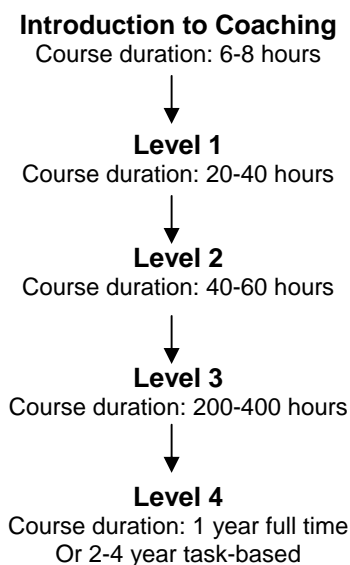 Introduction to Coaching
Course duration: 6-8 hours
Level 1
Course duration: 20-40 hours
Level 2
Course duration: 40-60 hours
Level 3
Course duration: 200-400 hours
Level 4
Course duration: 1 year full time
Or 2-4 year task-based